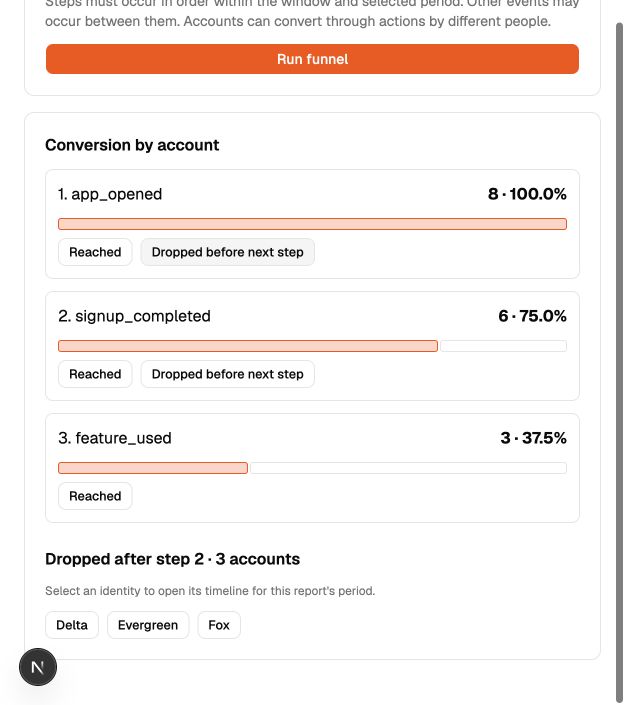 Steps must occur in order within the window and selected period. Other events may
occur between them. Accounts can convert through actions by different people.
Run funnel
Conversion by account
1. app_opened
8 · 100.0%
Reached
Dropped before next step
2. signup_completed
6 · 75.0%
Reached
Dropped before next step
3. feature_used
3 · 37.5%
Reached
Dropped after step 2 · 3 accounts
Select an identity to open its timeline for this report's period.
Delta
Evergreen
Fox
N